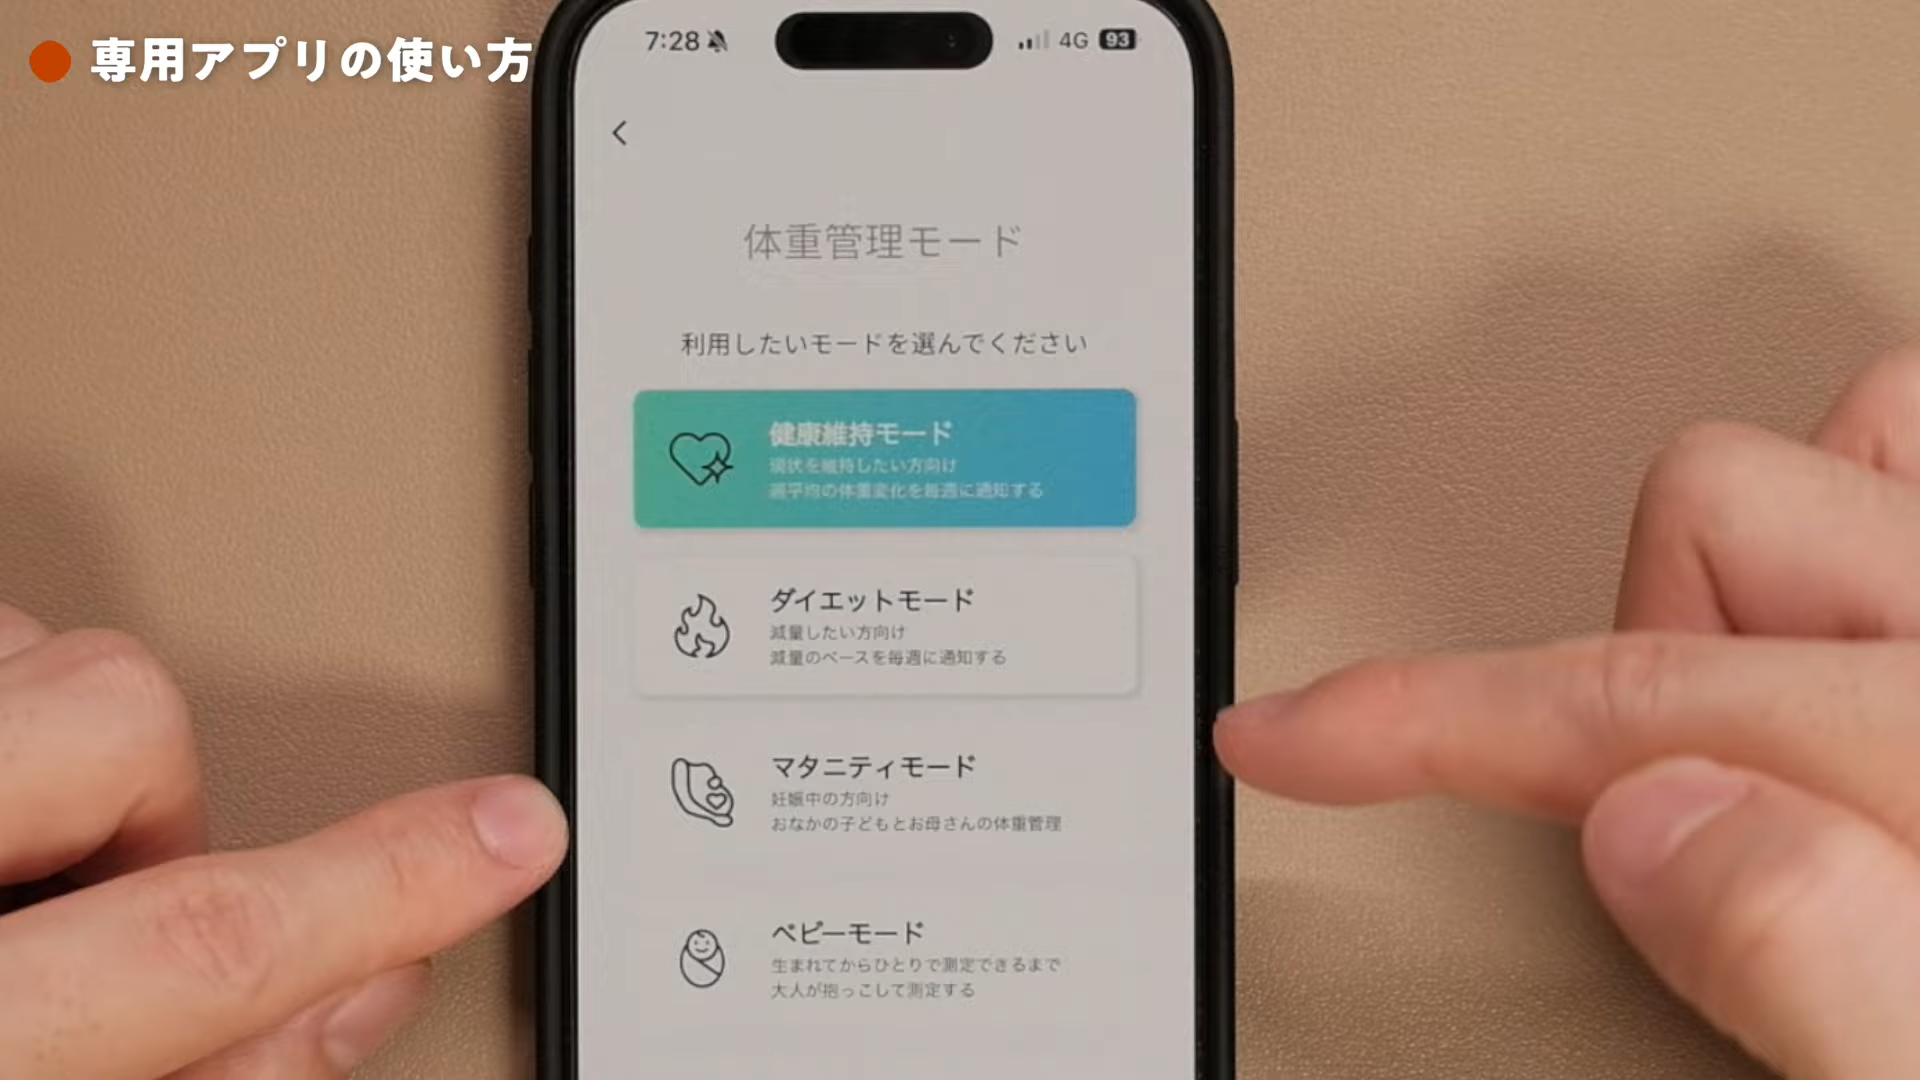 専用アプリの使い方
7:28
4G
93
体重管理モード
利用したいモードを選んでください
健康維持モード
現状を維持したい方向け
週平均の体重変化を毎週に通知する
ダイエットモード
減量したい方向け
減量のペースを毎週に通知する
マタニティモード
妊娠中の方向け
おなかの子どもとお母さんの体重管理
ベビーモード
生まれてからひとりで測定できるまで
大人が抱っこして測定する